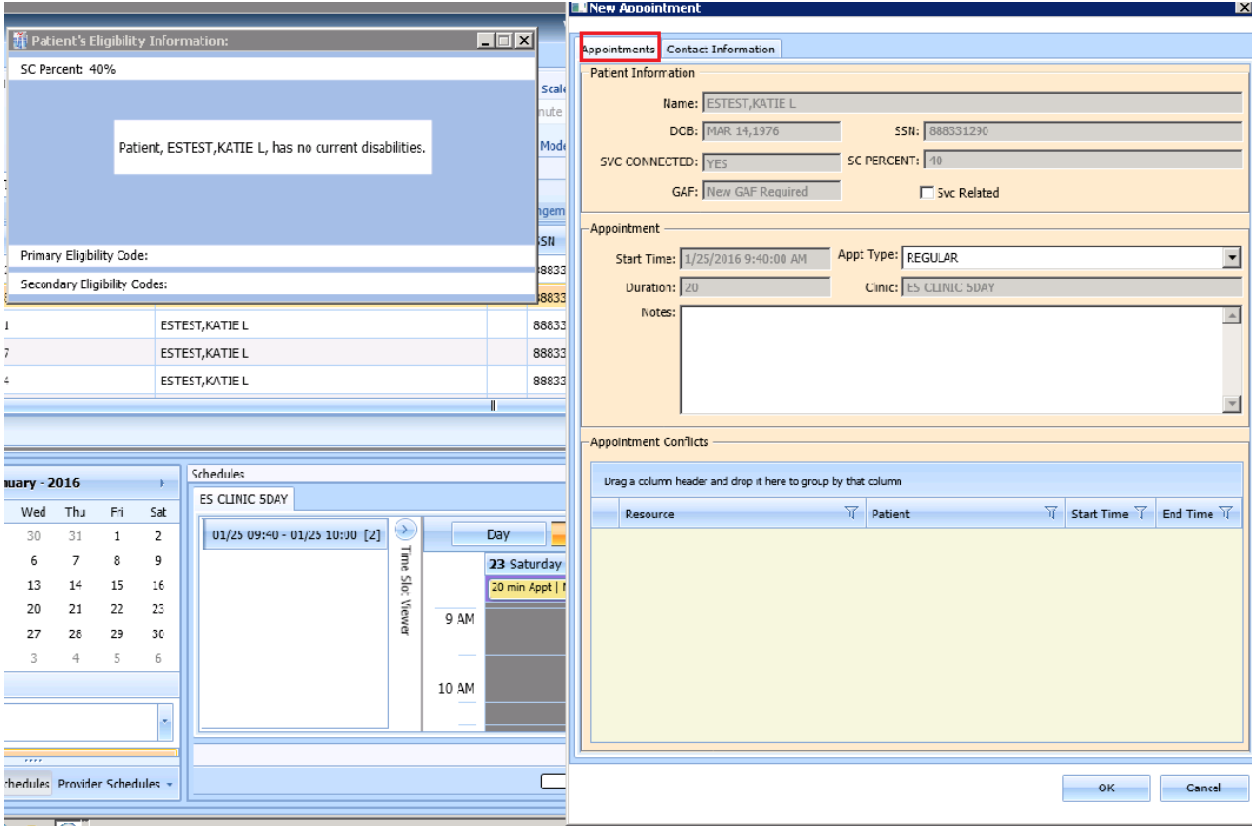 Patient's Eligibility Information:
SC Percent: 40%
Patient, ESTEST,KATIE L, has no current disabilities.
Primary Eligibility Code:
Secondary Eligibility Codes:
SSN
88833
88833
1 ESTEST,KATIE L 88833
7 ESTEST,KATIE L 88833
4 ESTEST,KATIE L 88833
nuary - 2016
Wed Thu Fri Sat
30 31 1 2
6 7 8 9
13 14 15 16
20 21 22 23
27 28 29 30
3 4 5 6
chedules Provider Schedules
Schedules
ES CLINIC 5DAY
01/25 09:40 - 01/25 10:00 [2]
Time Slot Viewer
Day
23 Saturday
20 min Appt |
9 AM
10 AM
New Appointment
Appointments Contact Information
Patient Information
Name: ESTEST,KATIE L
DOB: MAR 14,1976 SSN: 888331290
SVC CONNECTED: YES SC PERCENT: 40
GAF: New GAF Required Svc Related
Appointment
Start Time: 1/25/2016 9:40:00 AM Appt Type: REGULAR
Duration: 20 Clinic: ES CLINIC 5DAY
Notes:
Appointment Conflicts
Drag a column header and drop it here to group by that column
Resource Patient Start Time End Time
OK Cancel